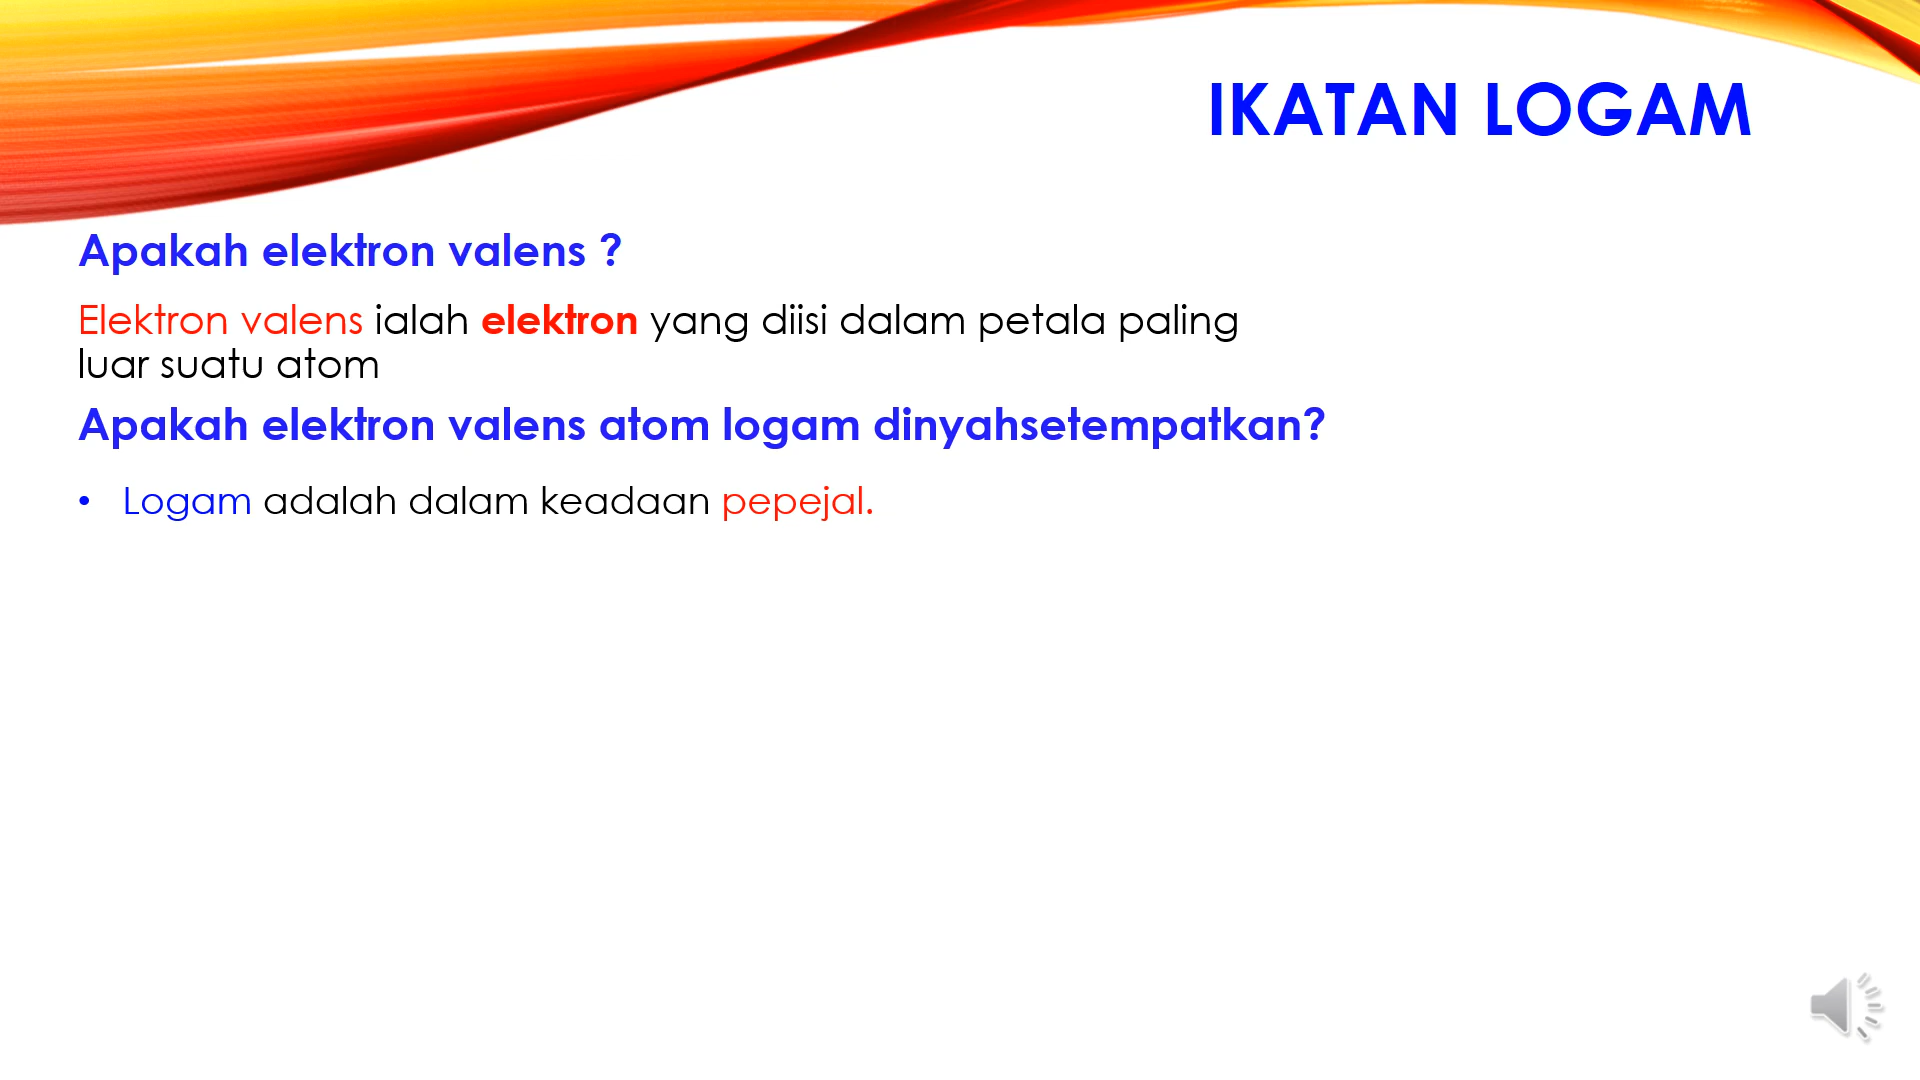 IKATAN LOGAM
Apakah elektron valens ?
Elektron valens ialah elektron yang diisi dalam petala paling
luar suatu atom
Apakah elektron valens atom logam dinyahsetempatkan?
• Logam adalah dalam keadaan pepejal.